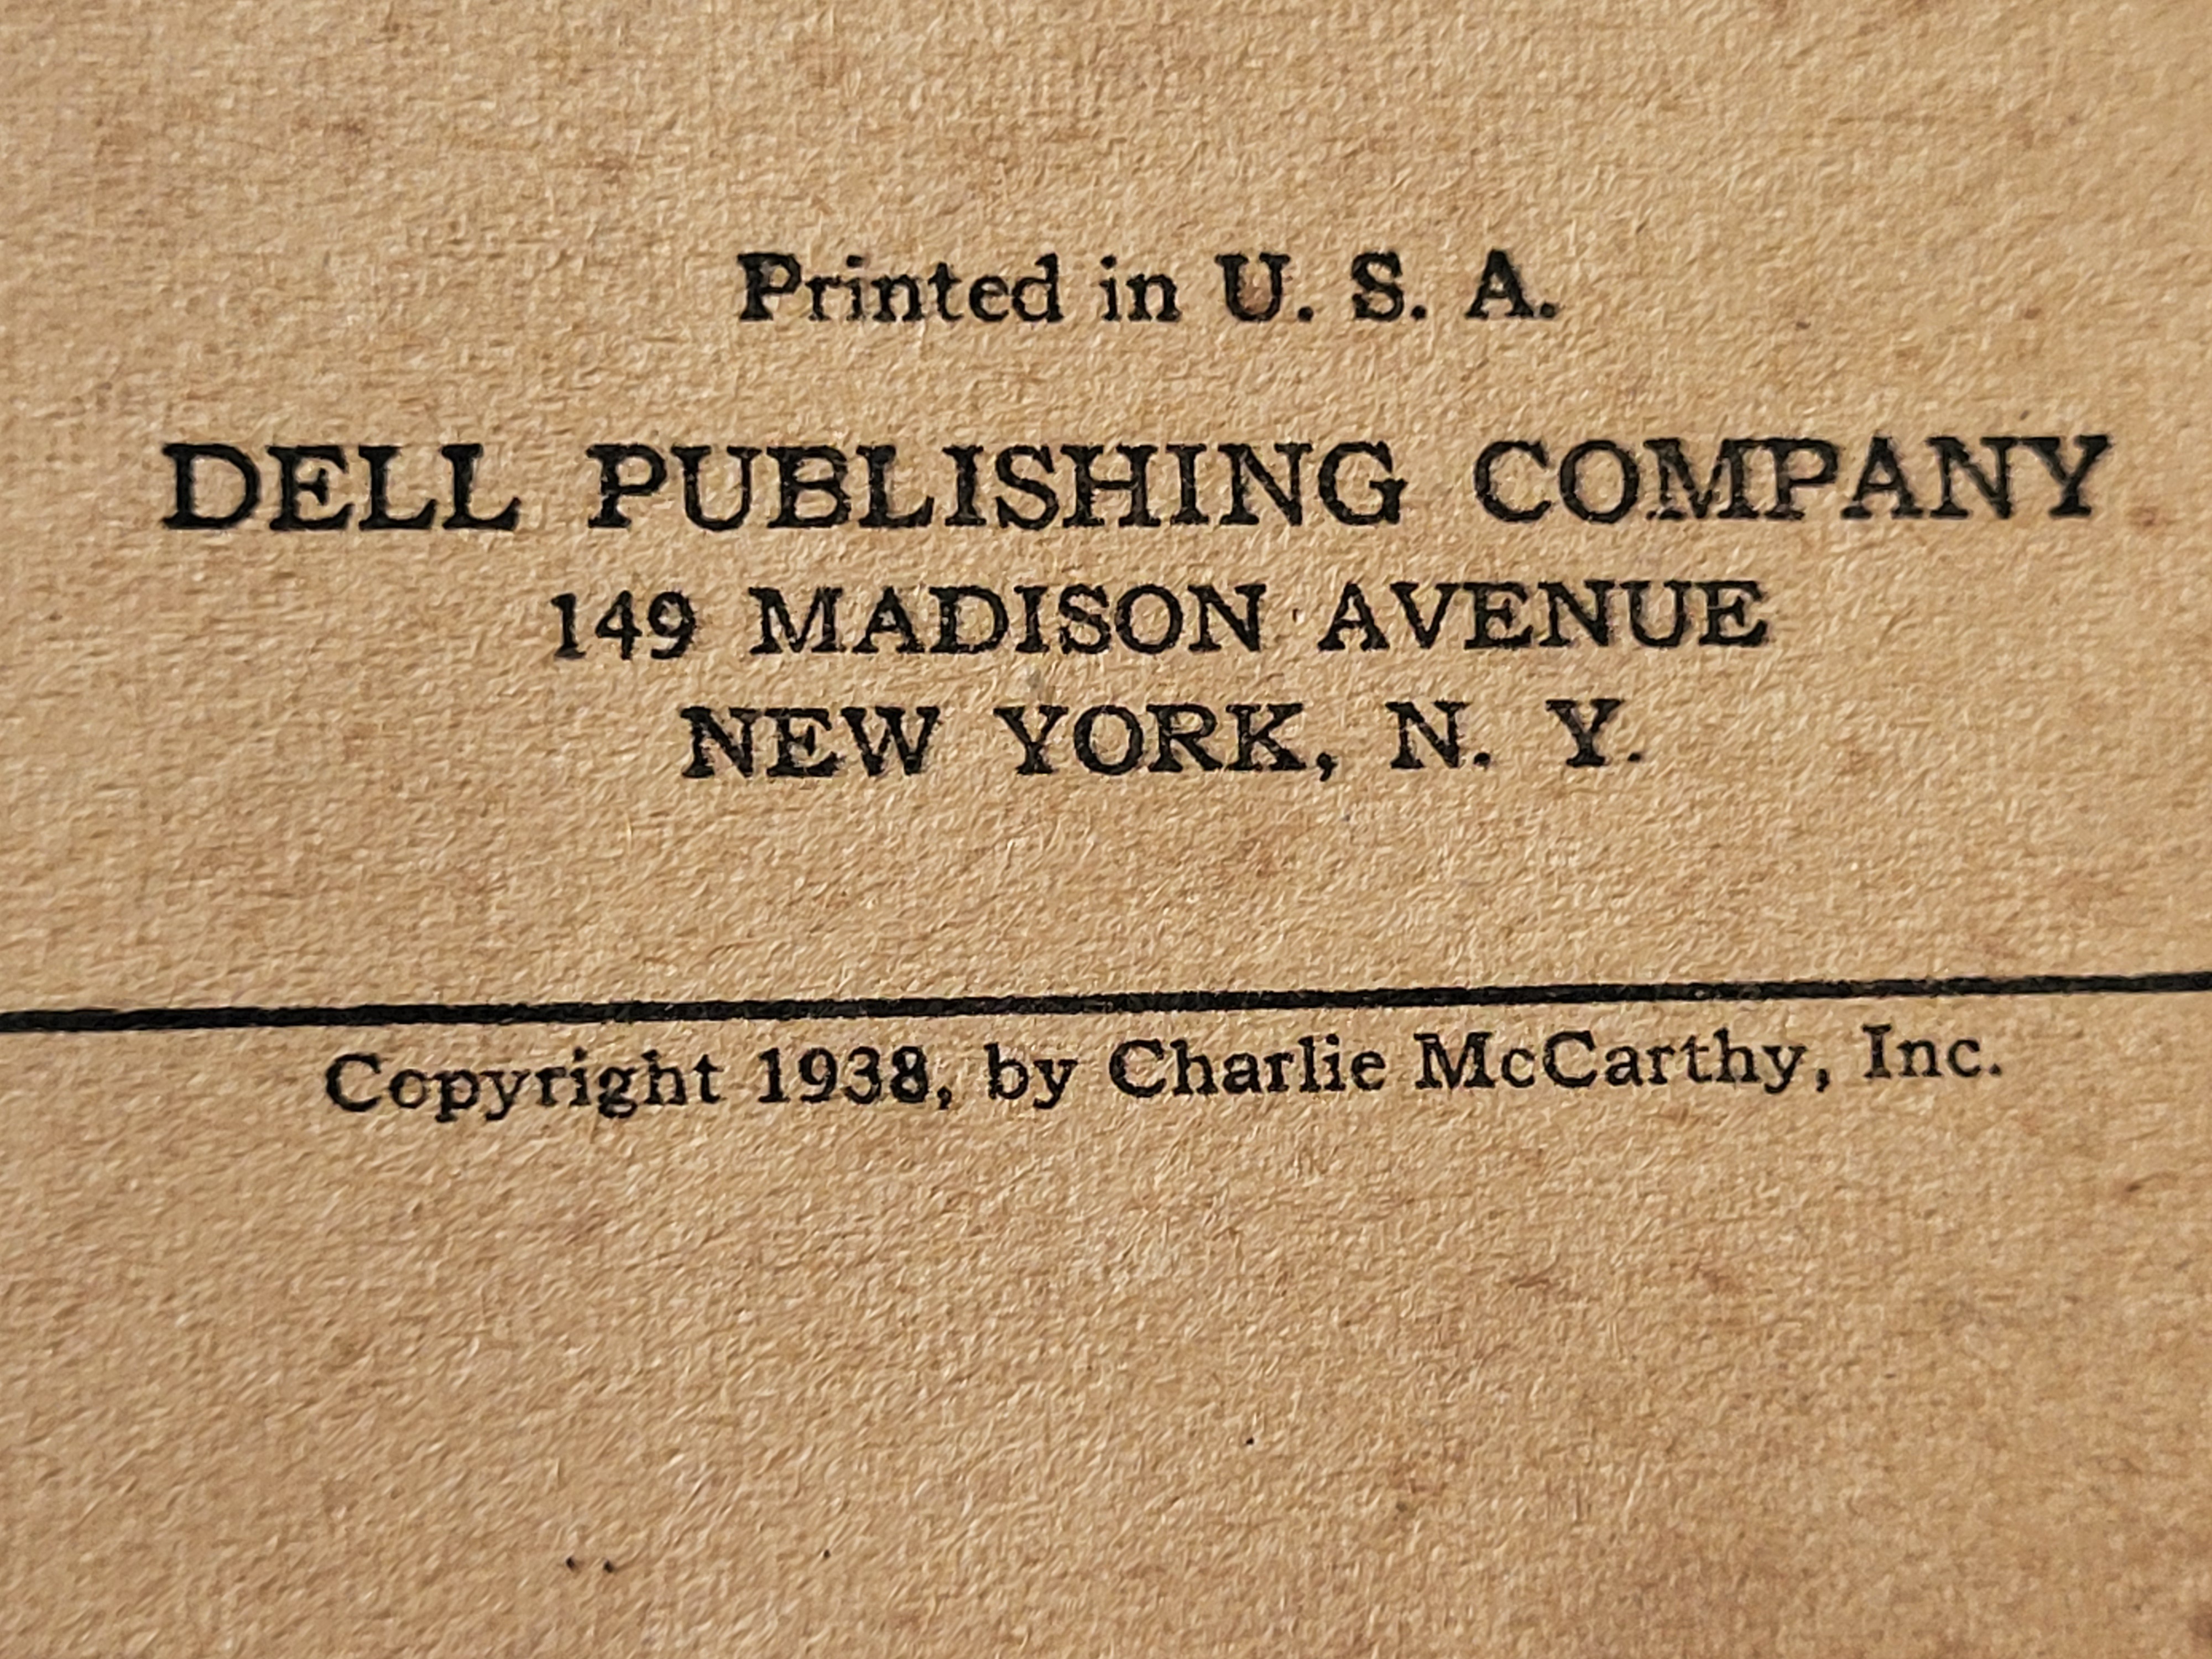 Printed in U. S. A.
DELL PUBLISHING COMPANY
149 MADISON AVENUE
NEW YORK, N. Y.
Copyright 1938, by Charlie McCarthy, Inc.